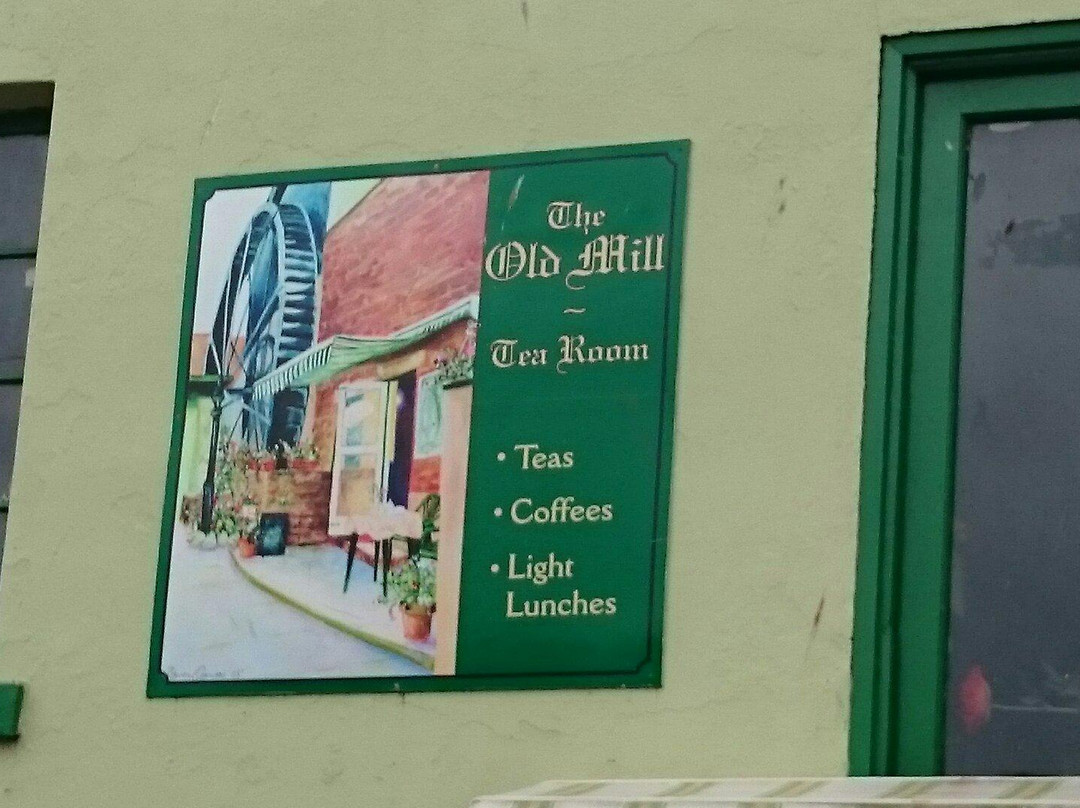 The
Old Mill
~
Tea Room
• Teas
• Coffees
• Light
Lunches